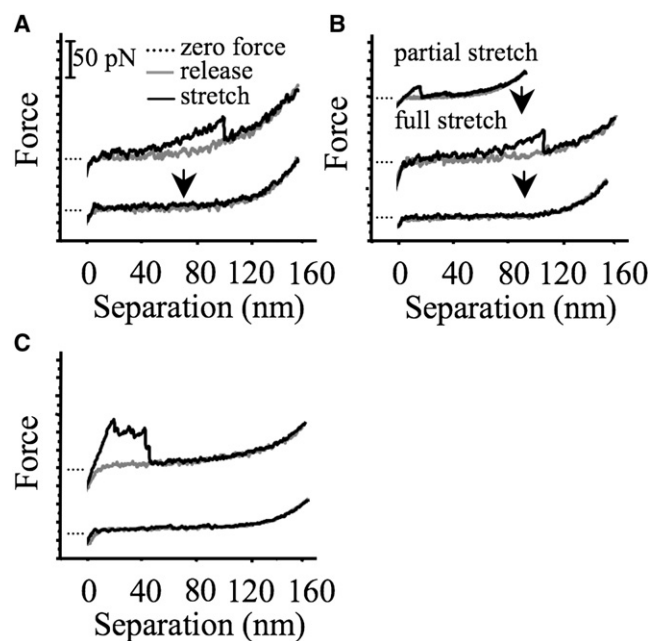 A
50 pN
zero force
release
stretch
Force
0 40 80 120 160
Separation (nm)
B
partial stretch
full stretch
Force
0 40 80 120 160
Separation (nm)
C
Force
0 40 80 120 160
Separation (nm)